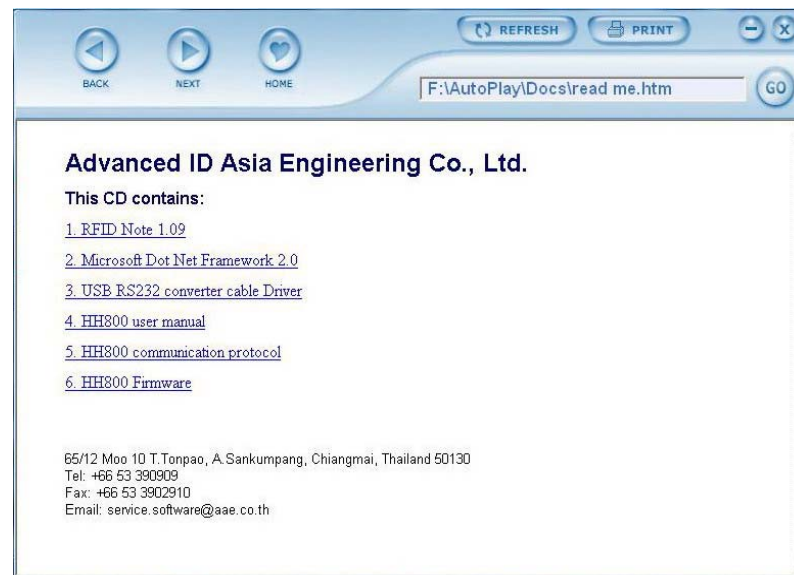 REFRESH
PRINT
BACK
NEXT
HOME
F:\AutoPlay\Docs\read me.htm
GO
Advanced ID Asia Engineering Co., Ltd.
This CD contains:
1. RFID Note 1.09
2. Microsoft Dot Net Framework 2.0
3. USB RS232 converter cable Driver
4. HH800 user manual
5. HH800 communication protocol
6. HH800 Firmware
65/12 Moo 10 T.Tonpao, A.Sankumpang, Chiangmai, Thailand 50130
Tel: +66 53 390909
Fax: +66 53 3902910
Email: service.software@aae.co.th